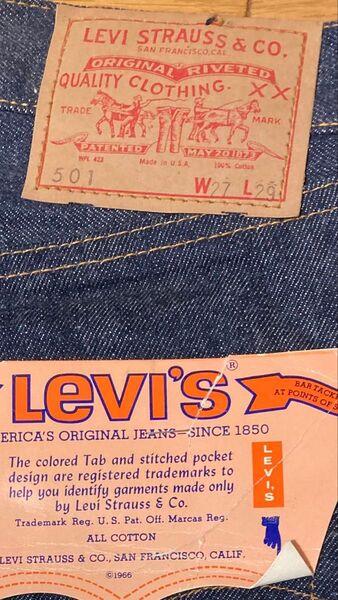 LEVI STRAUSS & CO.
SAN FRANCISCO, CAL.
ORIGINAL RIVETED
QUALITY CLOTHING. XX
TRADE MARK
PATENTED MAY 20 1873
WPL 423 Made in U.S.A. 100% Cotton
501 W27 L29
LEVI'S®
BAR TACK
AT POINTS OF S
ERICA'S ORIGINAL JEANS—SINCE 1850
The colored Tab and stitched pocket
design are registered trademarks to
help you identify garments made only
by Levi Strauss & Co.
LEVI'S
Trademark Reg. U.S. Pat. Off. Marcas Reg.
ALL COTTON
LEVI STRAUSS & CO., SAN FRANCISCO, CALIF.
©1966